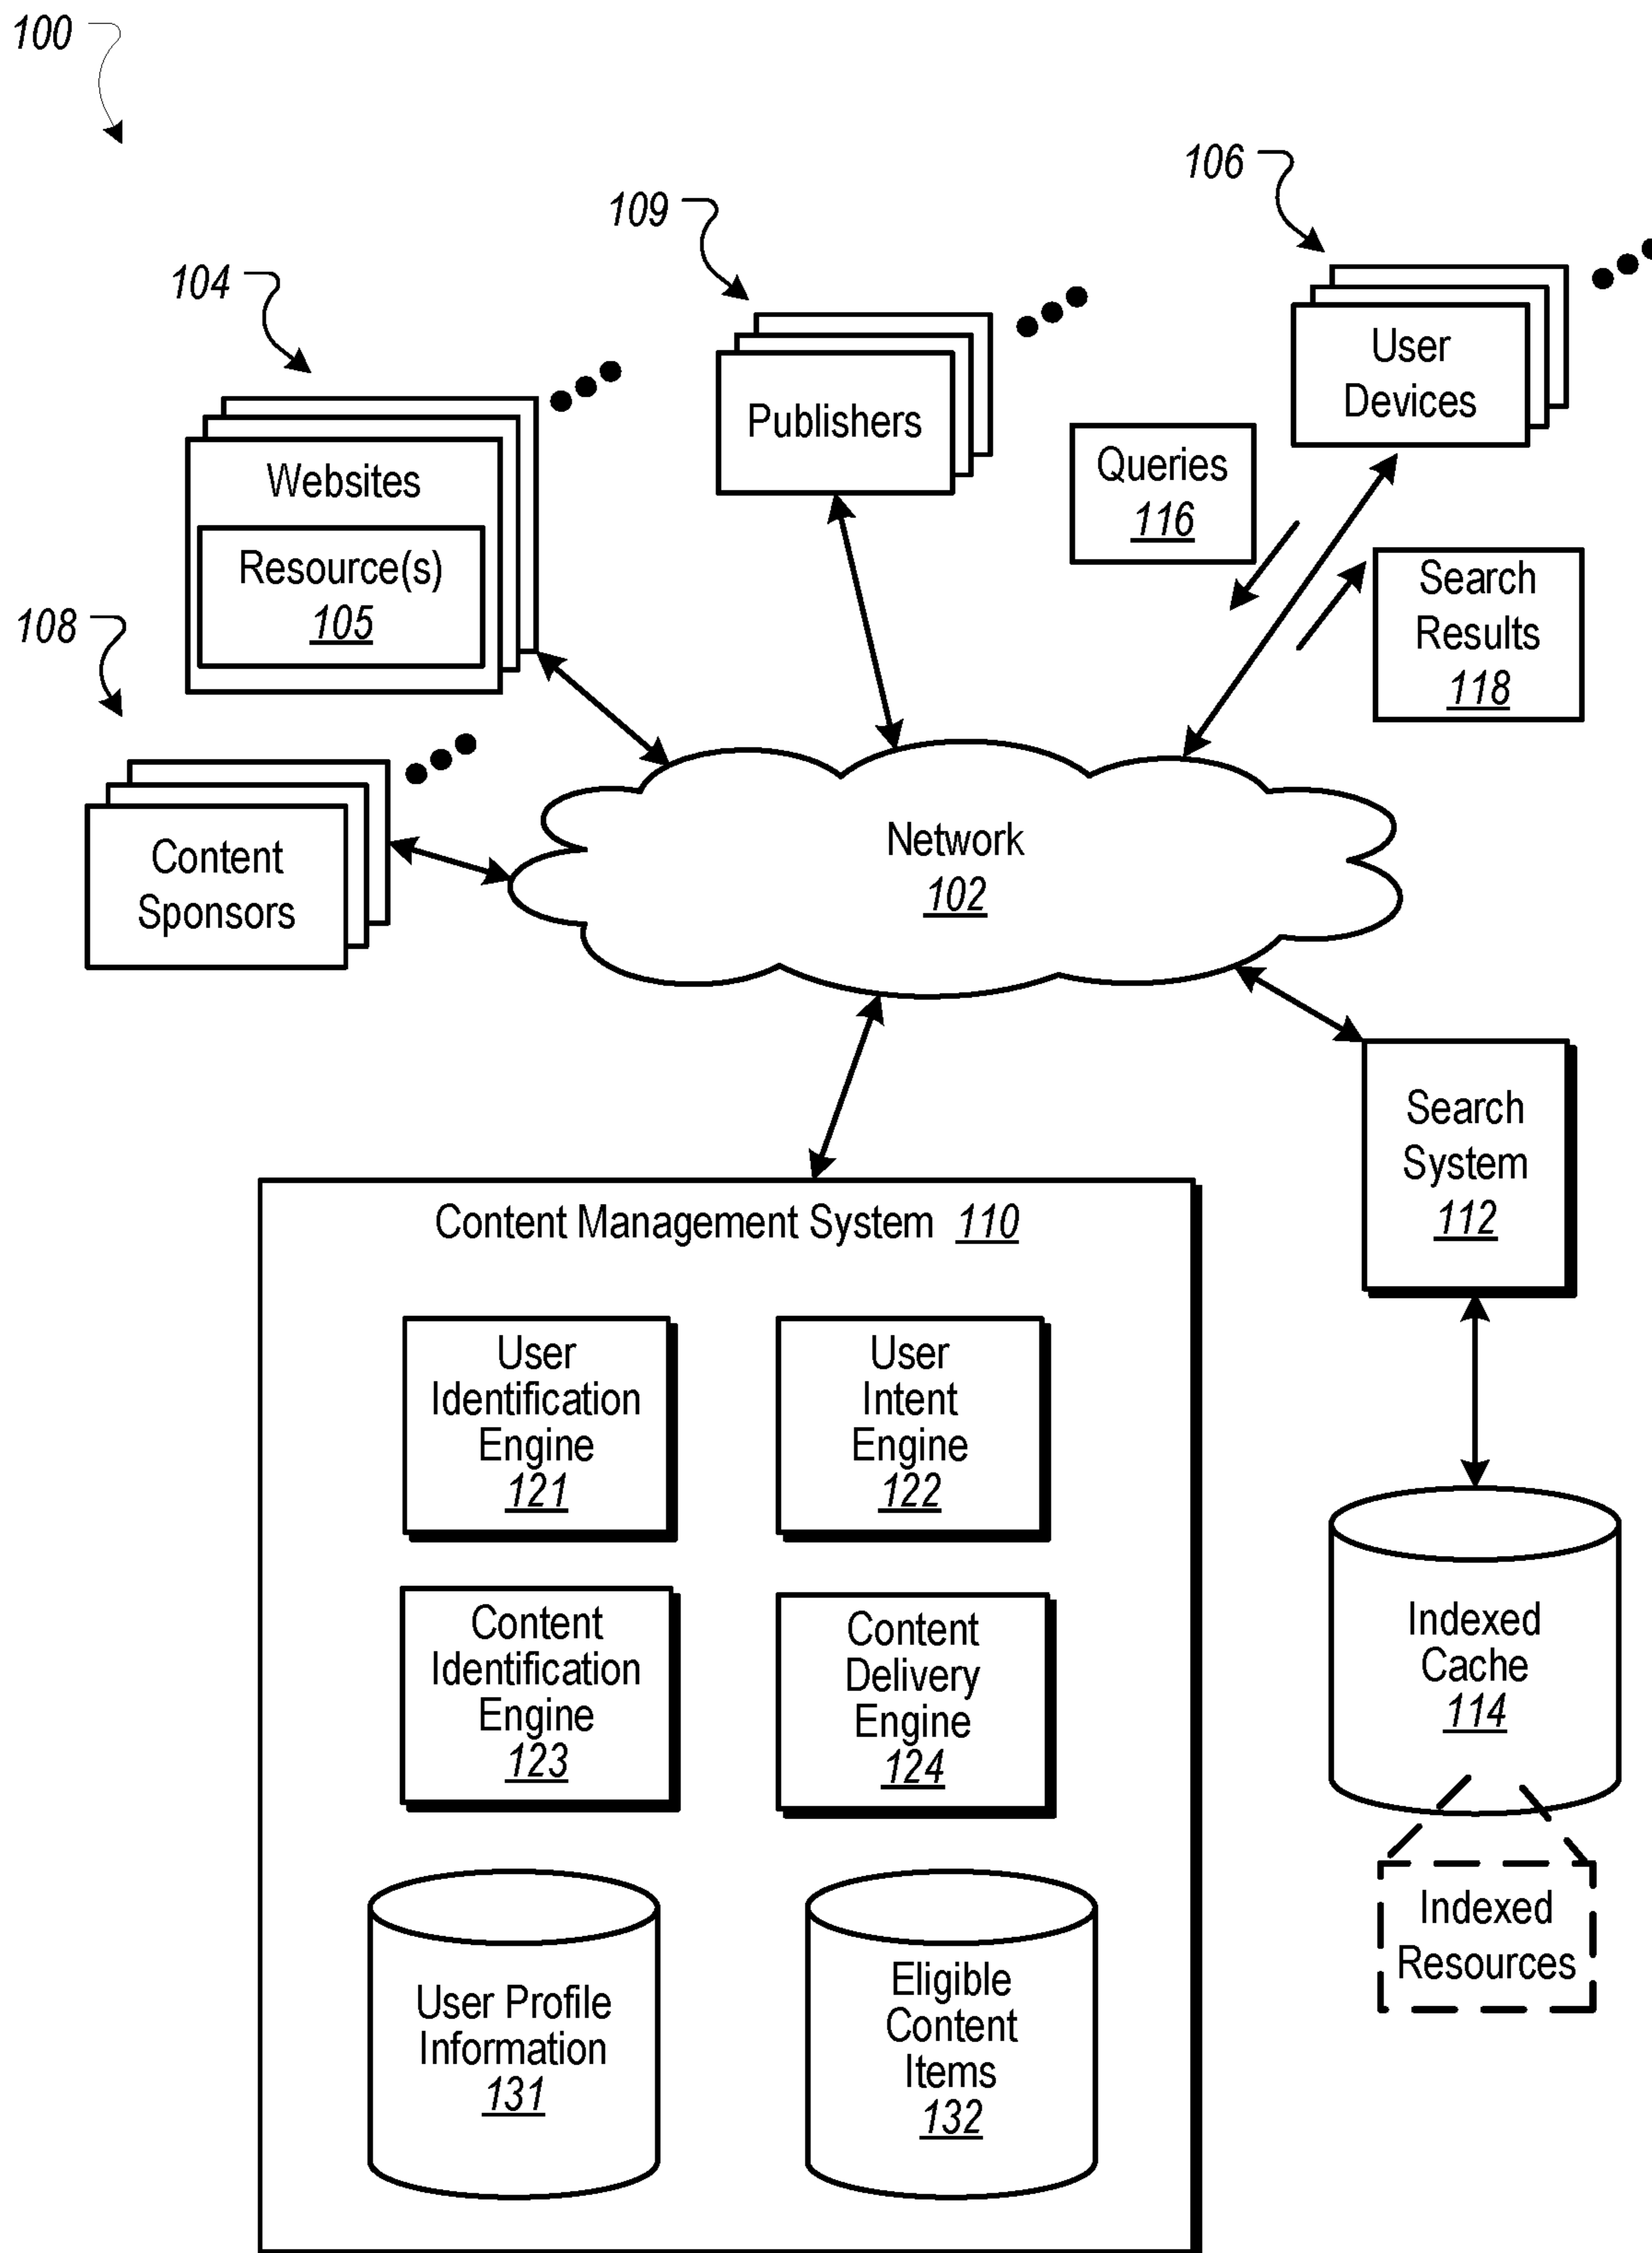 100
106
109
104
User
Devices
Publishers
Queries
116
Websites
Resource(s)
105
Search
Results
118
108
Content
Sponsors
Network
102
Search
System
112
Content Management System 110
User
Identification
Engine
121
User
Intent
Engine
122
Content
Identification
Engine
123
Content
Delivery
Engine
124
Indexed
Cache
114
Indexed
Resources
User Profile
Information
131
Eligible
Content
Items
132